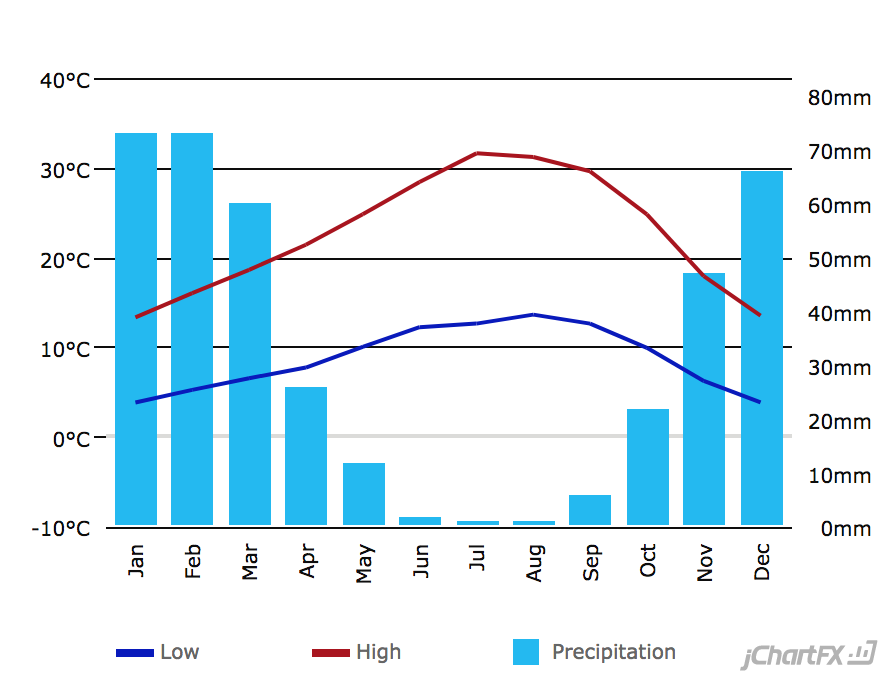 40°C
30°C
20°C
10°C
0°C
-10°C
80mm
70mm
60mm
50mm
40mm
30mm
20mm
10mm
0mm
Jan
Feb
Mar
Apr
May
Jun
Jul
Aug
Sep
Oct
Nov
Dec
Low High Precipitation
jChartFX